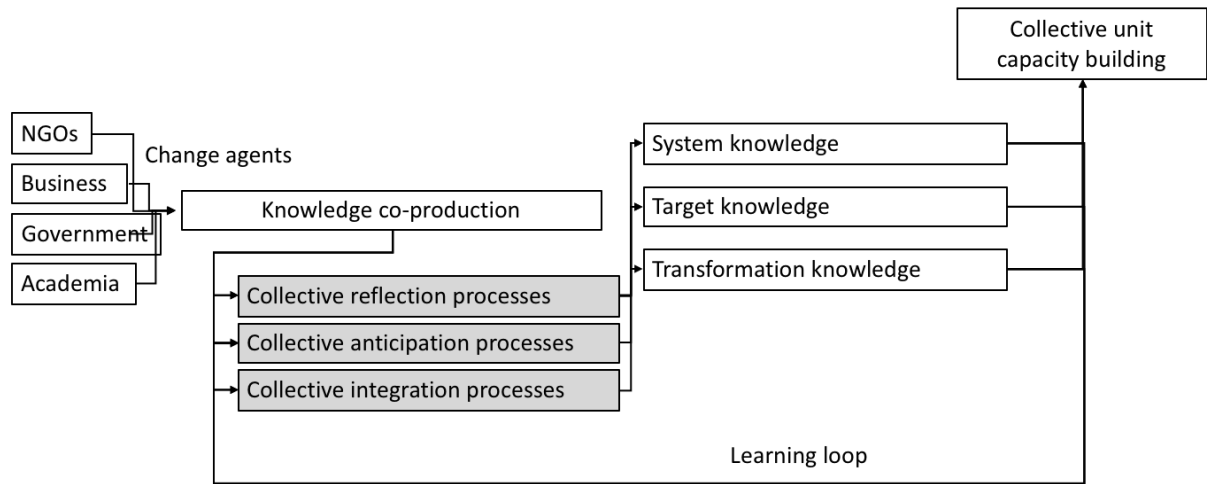 Collective unit
capacity building
NGOs
Change agents
Business
Government
Academia
Knowledge co-production
System knowledge
Target knowledge
Transformation knowledge
Collective reflection processes
Collective anticipation processes
Collective integration processes
Learning loop